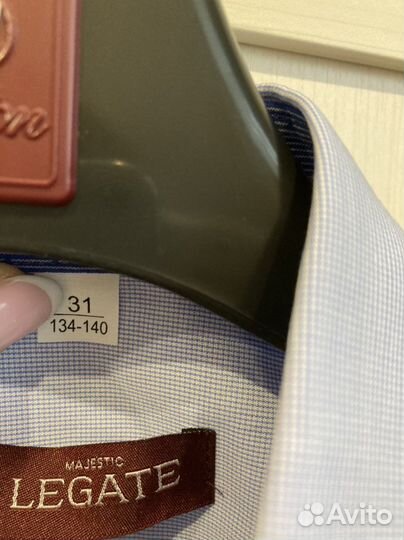 31
134-140
MAJESTIC
LEGATE
Avito